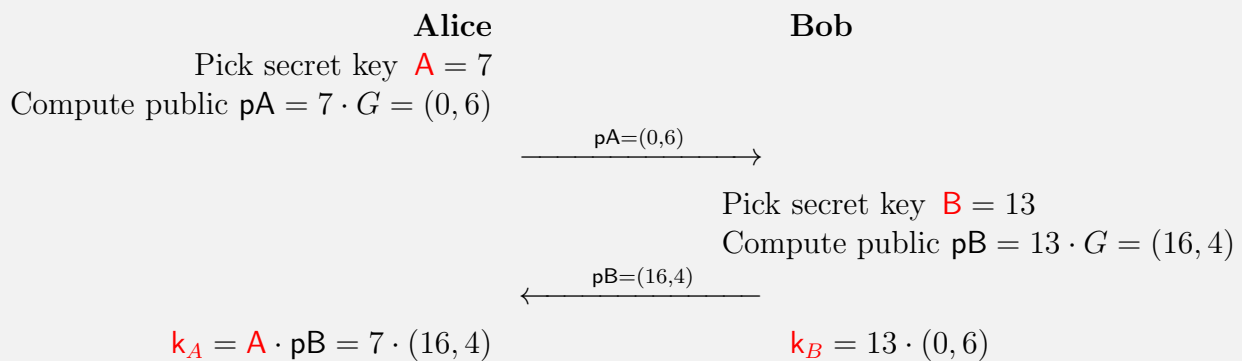 Alice Bob
Pick secret key A = 7
Compute public pA = 7 · G = (0, 6)
pA=(0,6)
Pick secret key B = 13
Compute public pB = 13 · G = (16, 4)
pB=(16,4)
k_A = A · pB = 7 · (16, 4) k_B = 13 · (0, 6)